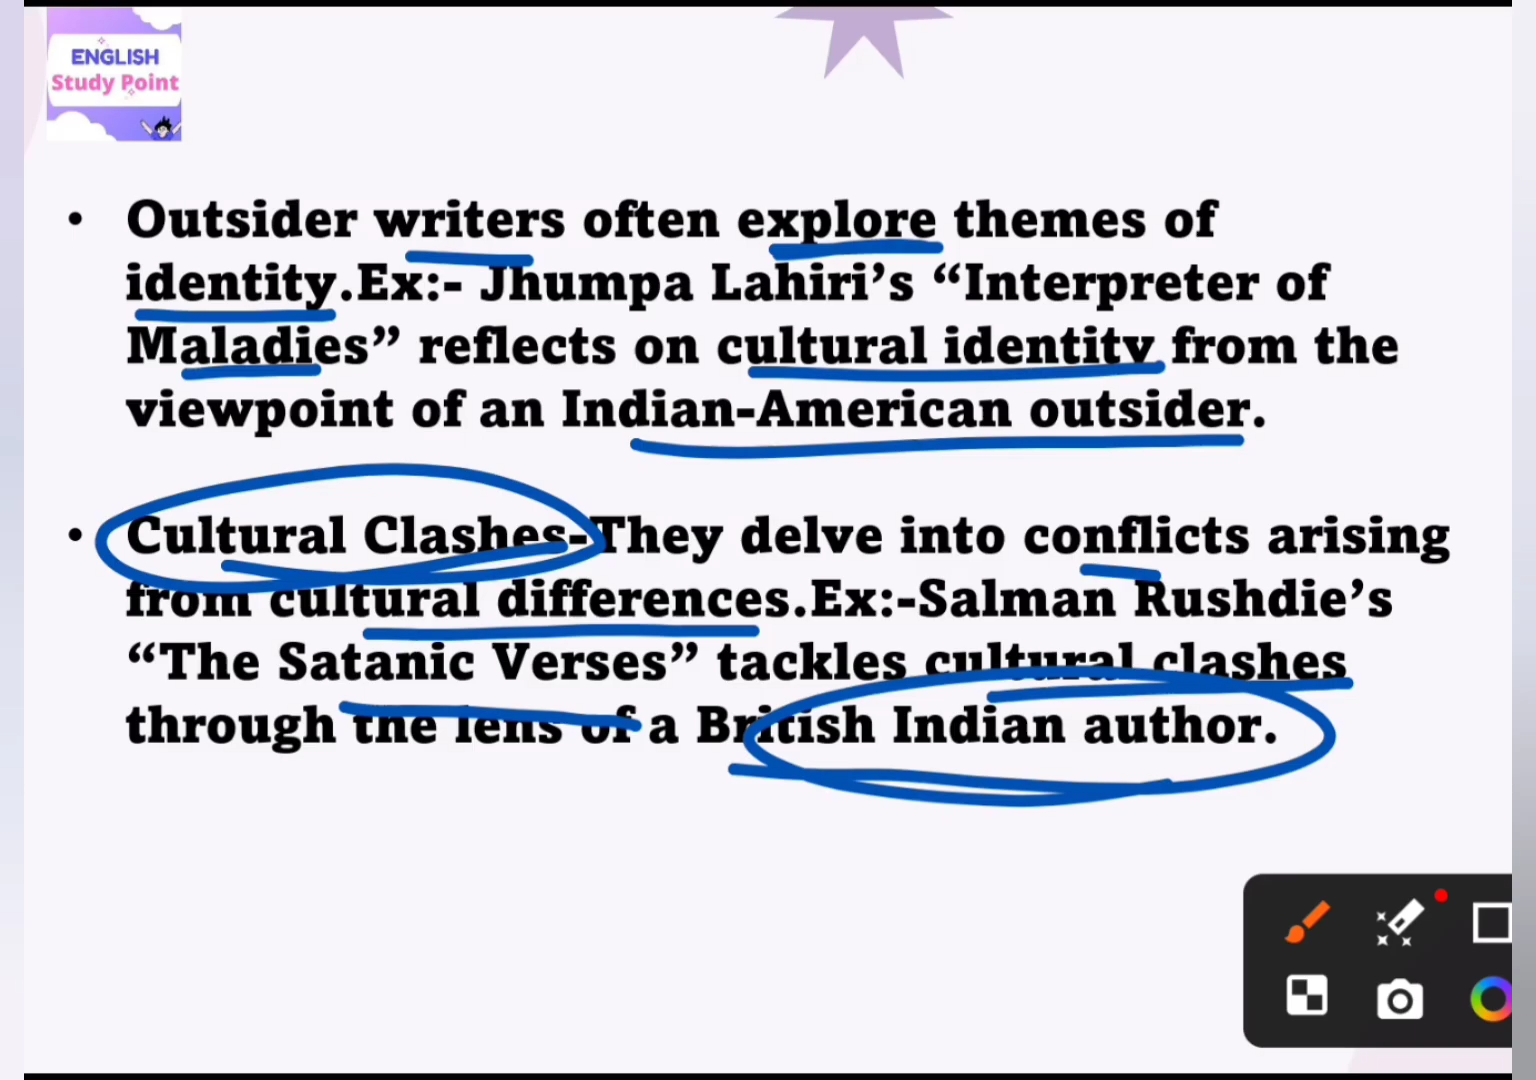 ENGLISH
Study Point
• Outsider writers often explore themes of
identity.Ex:- Jhumpa Lahiri’s “Interpreter of
Maladies” reflects on cultural identity from the
viewpoint of an Indian-American outsider.
• Cultural Clashes-They delve into conflicts arising
from cultural differences.Ex:-Salman Rushdie’s
“The Satanic Verses” tackles cultural clashes
through the lens of a British Indian author.